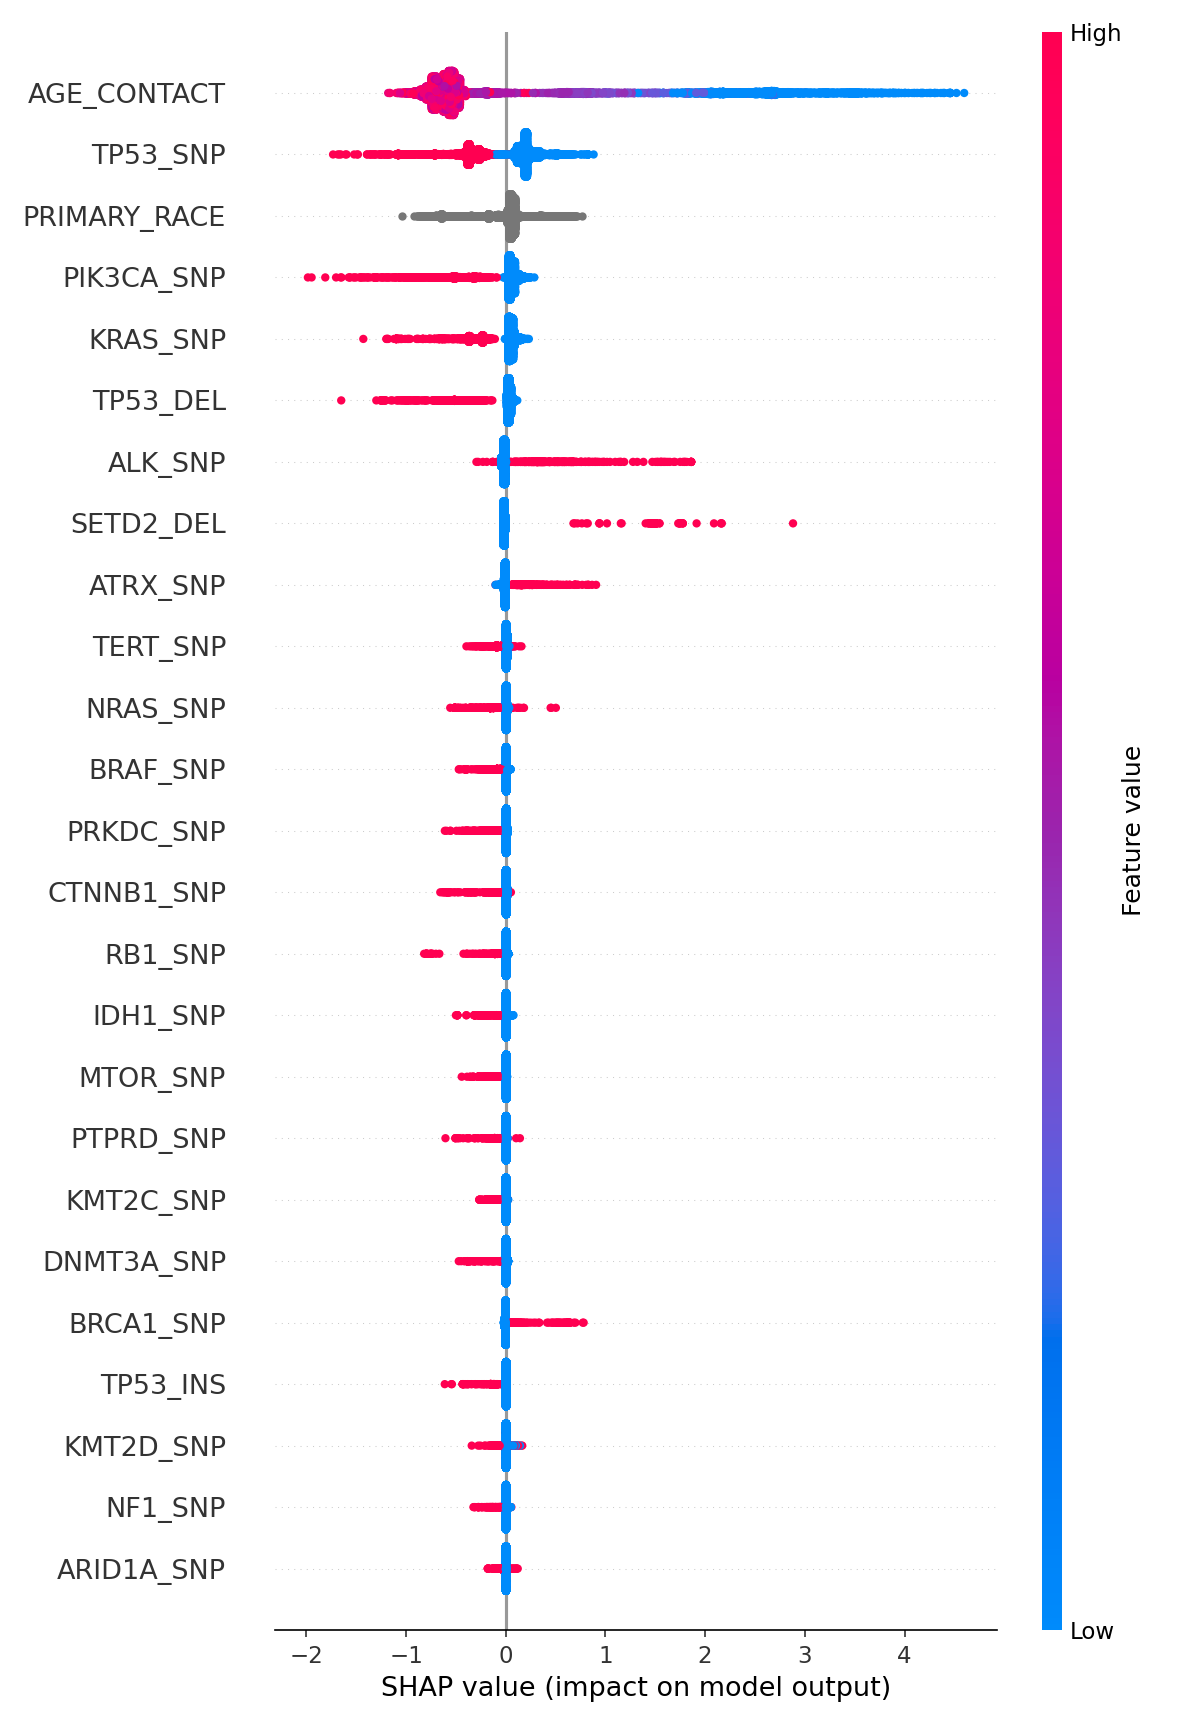 High
AGE_CONTACT
TP53_SNP
PRIMARY_RACE
PIK3CA_SNP
KRAS_SNP
TP53_DEL
ALK_SNP
SETD2_DEL
ATRX_SNP
TERT_SNP
NRAS_SNP
BRAF_SNP
PRKDC_SNP
CTNNB1_SNP
RB1_SNP
IDH1_SNP
MTOR_SNP
PTPRD_SNP
KMT2C_SNP
DNMT3A_SNP
BRCA1_SNP
TP53_INS
KMT2D_SNP
NF1_SNP
ARID1A_SNP
Feature value
Low
−2 −1 0 1 2 3 4
SHAP value (impact on model output)